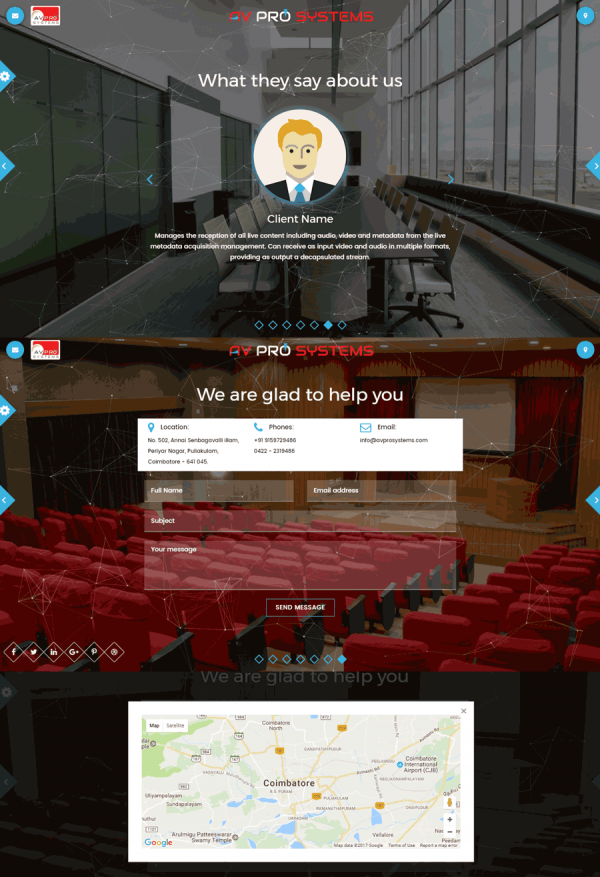 AVPRO
SYSTEMS
AV PRO SYSTEMS
What they say about us
Client Name
Manages the reception of all live content including audio, video and metadata from the live
metadata acquisition management. Can receive as input video and audio in multiple formats,
providing as output a decapsulated stream.
AVPRO
SYSTEMS
AV PRO SYSTEMS
We are glad to help you
Location:
No. 502, Annai Senbagavalli illam,
Periyar Nagar, Puliakulam,
Coimbatore - 641 045.
Phones:
+91 9159729486
0422 - 2319486
Email:
info@avprosystems.com
Full Name
Email address
Subject
Your message
SEND MESSAGE
We are glad to help you
Map
Satellite
Coimbatore
North
Coimbatore
International
Airport (CJB)
Coimbatore
Uliyampalayam
Sundapalayam
PULIAKULAM
RAMANATHAPURAM
Arulmigu Patteeswarar
Swamy Temple
Vellalore
Google
Map data ©2017 Google
Terms of Use
Report a map error